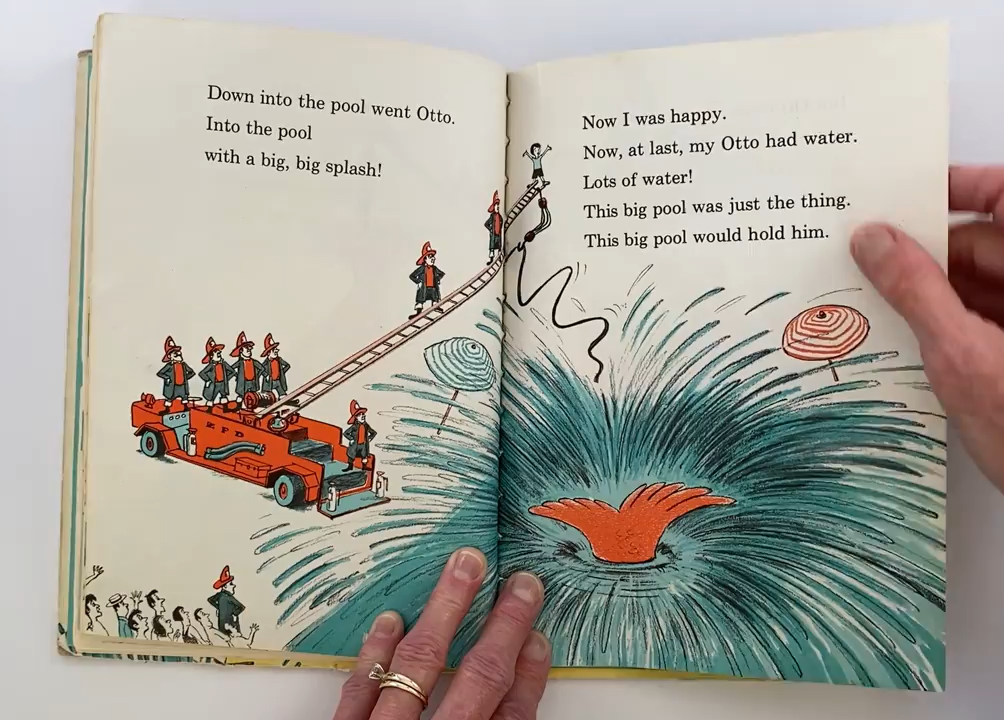 Down into the pool went Otto.
Into the pool
with a big, big splash!
Z F D
Now I was happy.
Now, at last, my Otto had water.
Lots of water!
This big pool was just the thing.
This big pool would hold him.